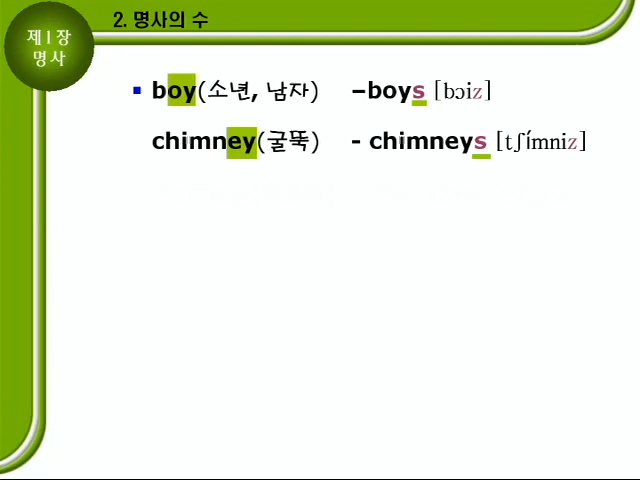 제1장
명사
2. 명사의 수
▪ boy(소년, 남자) –boys [bɔiz]
chimney(굴뚝) - chimneys [tʃímniz]